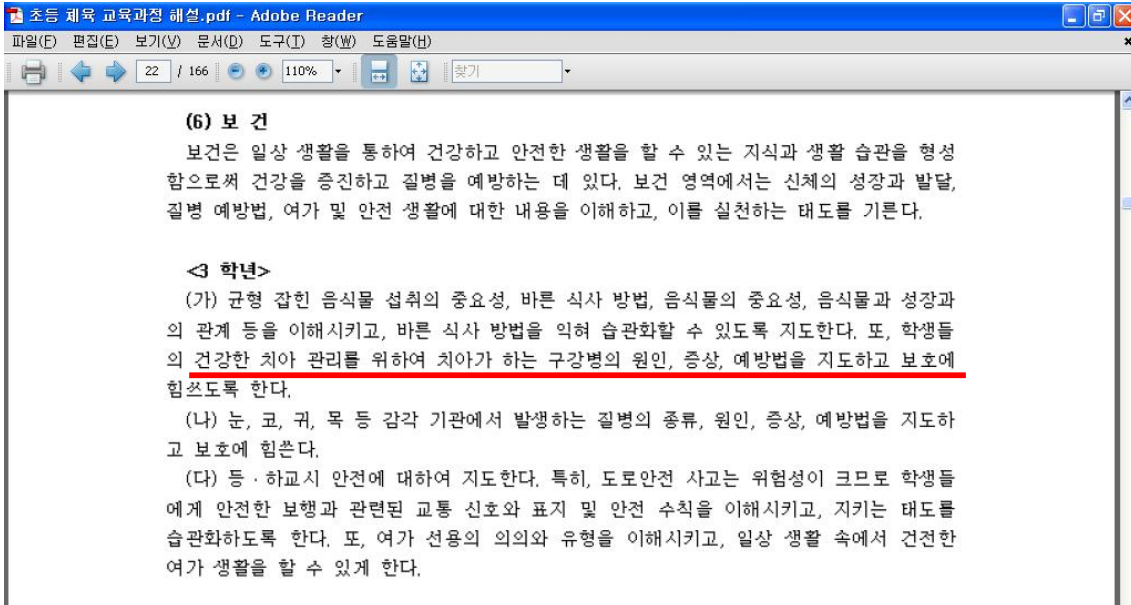 초등 체육 교육과정 해설.pdf - Adobe Reader
파일(F) 편집(E) 보기(V) 문서(D) 도구(T) 창(W) 도움말(H)
22 / 166 110% 찾기
(6) 보 건
보건은 일상 생활을 통하여 건강하고 안전한 생활을 할 수 있는 지식과 생활 습관을 형성
함으로써 건강을 증진하고 질병을 예방하는 데 있다. 보건 영역에서는 신체의 성장과 발달,
질병 예방법, 여가 및 안전 생활에 대한 내용을 이해하고, 이를 실천하는 태도를 기른다.
<3 학년>
(가) 균형 잡힌 음식물 섭취의 중요성, 바른 식사 방법, 음식물의 중요성, 음식물과 성장과
의 관계 등을 이해시키고, 바른 식사 방법을 익혀 습관화할 수 있도록 지도한다. 또, 학생들
의 건강한 치아 관리를 위하여 치아가 하는 구강병의 원인, 증상, 예방법을 지도하고 보호에
힘쓰도록 한다.
(나) 눈, 코, 귀, 목 등 감각 기관에서 발생하는 질병의 종류, 원인, 증상, 예방법을 지도하
고 보호에 힘쓴다.
(다) 등·하교시 안전에 대하여 지도한다. 특히, 도로안전 사고는 위험성이 크므로 학생들
에게 안전한 보행과 관련된 교통 신호와 표지 및 안전 수칙을 이해시키고, 지키는 태도를
습관화하도록 한다. 또, 여가 선용의 의의와 유형을 이해시키고, 일상 생활 속에서 건전한
여가 생활을 할 수 있게 한다.